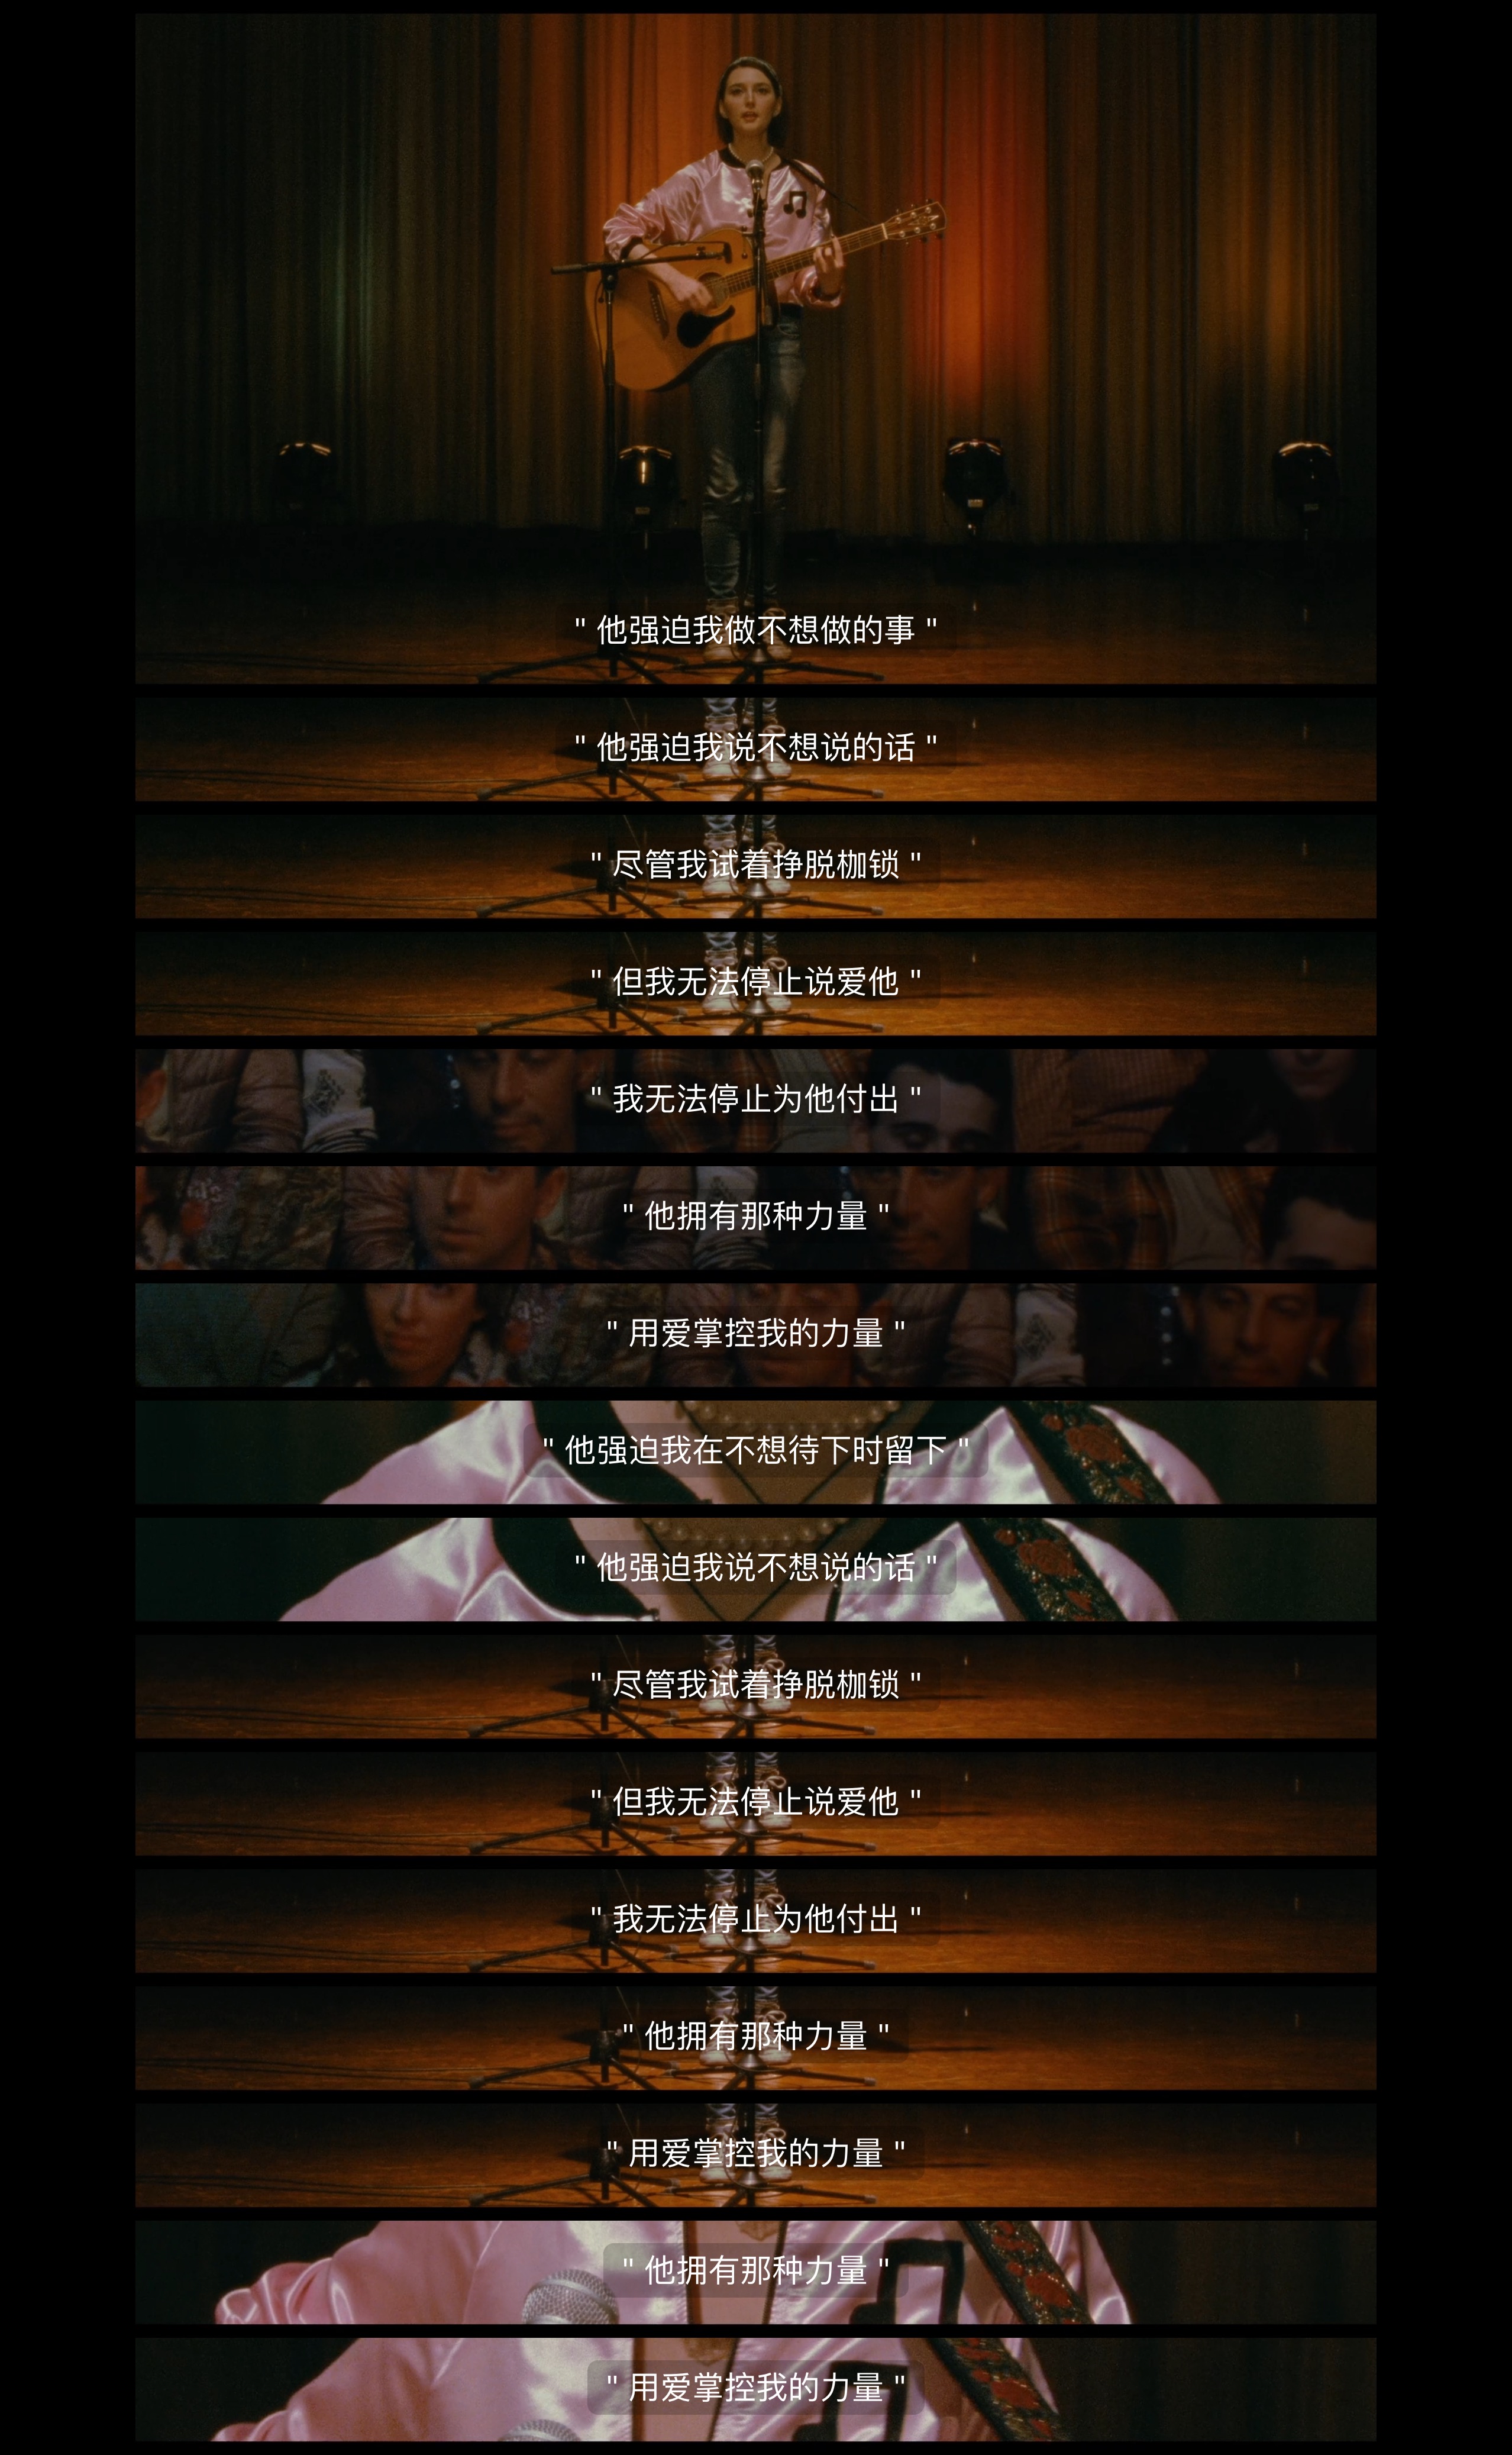 " 他强迫我做不想做的事 "
" 他强迫我说不想说的话 "
" 尽管我试着挣脱枷锁 "
" 但我无法停止说爱他 "
" 我无法停止为他付出 "
" 他拥有那种力量 "
" 用爱掌控我的力量 "
" 他强迫我在不想待下时留下 "
" 他强迫我说不想说的话 "
" 尽管我试着挣脱枷锁 "
" 但我无法停止说爱他 "
" 我无法停止为他付出 "
" 他拥有那种力量 "
" 用爱掌控我的力量 "
" 他拥有那种力量 "
" 用爱掌控我的力量 "